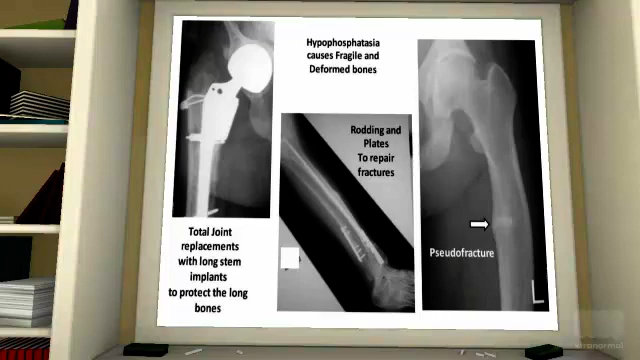 Hypophosphatasia
causes Fragile and
Deformed bones
Rodding and
Plates
To repair
fractures
Total Joint
replacements
with long stem
implants
to protect the long
bones
Pseudofracture
L
xtranormal